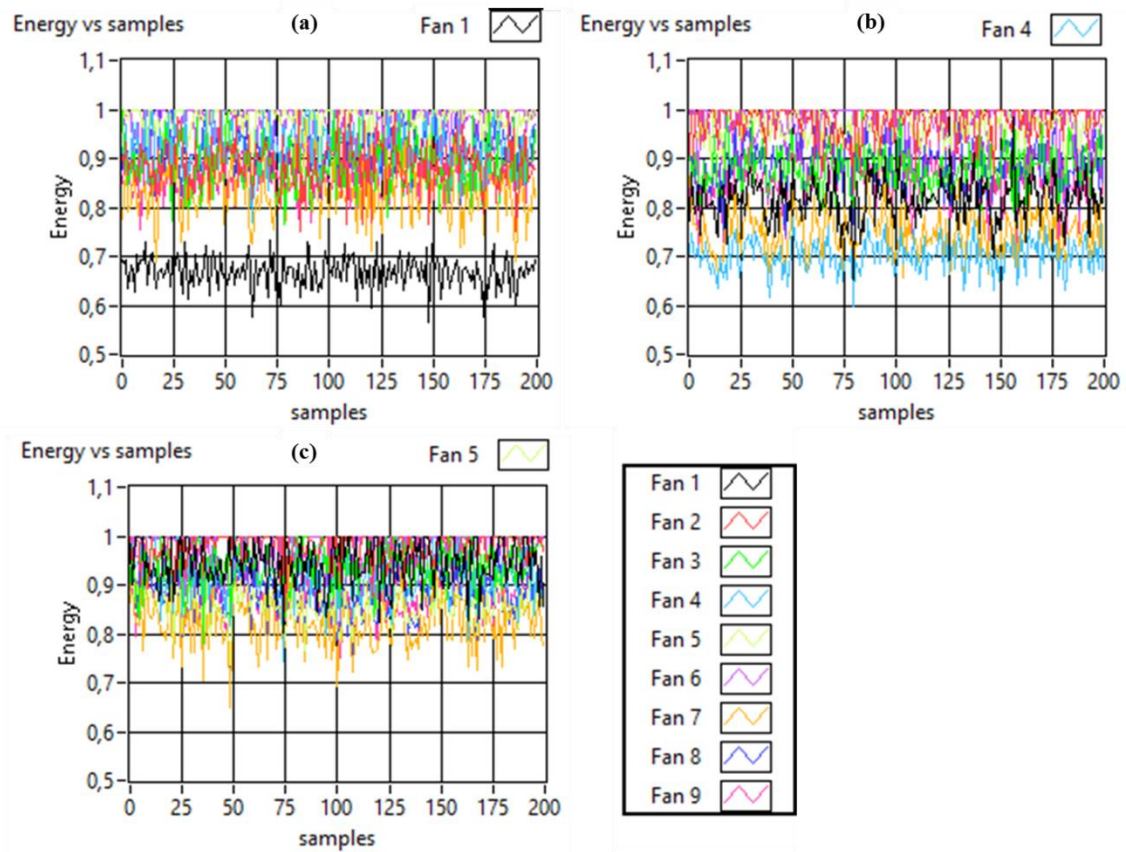 Energy vs samples (a) Fan 1
1,1
1
0,9
0,8
0,7
0,6
0,5
Energy
0 25 50 75 100 125 150 175 200
samples
Energy vs samples (b) Fan 4
1,1
1
0,9
0,8
0,7
0,6
0,5
Energy
0 25 50 75 100 125 150 175 200
samples
Energy vs samples (c) Fan 5
1,1
1
0,9
0,8
0,7
0,6
0,5
Energy
0 25 50 75 100 125 150 175 200
samples
Fan 1
Fan 2
Fan 3
Fan 4
Fan 5
Fan 6
Fan 7
Fan 8
Fan 9